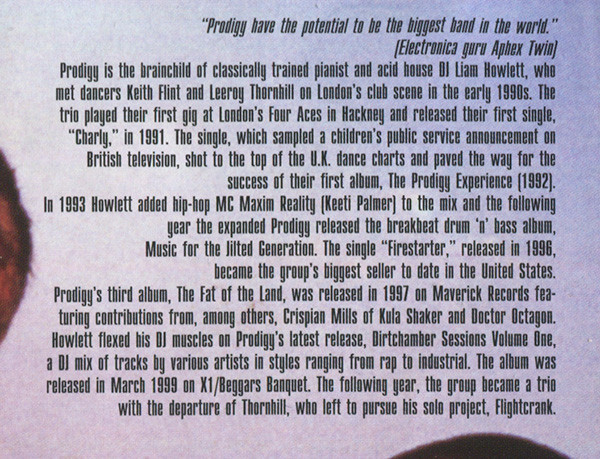 “Prodigy have the potential to be the biggest band in the world.”
(Electronica guru Aphex Twin)
Prodigy is the brainchild of classically trained pianist and acid house DJ Liam Howlett, who
met dancers Keith Flint and Leeroy Thornhill on London's club scene in the early 1990s. The
trio played their first gig at London's Four Aces in Hackney and released their first single,
“Charly,” in 1991. The single, which sampled a children's public service announcement on
British television, shot to the top of the U.K. dance charts and paved the way for the
success of their first album, The Prodigy Experience (1992).
In 1993 Howlett added hip-hop MC Maxim Reality (Keeti Palmer) to the mix and the following
year the expanded Prodigy released the breakbeat drum 'n' bass album,
Music for the Jilted Generation. The single “Firestarter,” released in 1996,
became the group's biggest seller to date in the United States.
Prodigy's third album, The Fat of the Land, was released in 1997 on Maverick Records fea-
turing contributions from, among others, Crispian Mills of Kula Shaker and Doctor Octagon.
Howlett flexed his DJ muscles on Prodigy's latest release, Dirtchamber Sessions Volume One,
a DJ mix of tracks by various artists in styles ranging from rap to industrial. The album was
released in March 1999 on X1/Beggars Banquet. The following year, the group became a trio
with the departure of Thornhill, who left to pursue his solo project, Flightcrank.